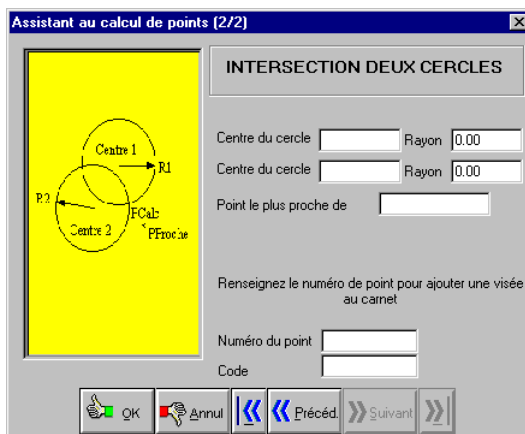 Assistant au calcul de points (2/2)
INTERSECTION DEUX CERCLES
Centre du cercle Rayon 0.00
Centre du cercle Rayon 0.00
Point le plus proche de
Centre 1
R1
R2
Centre 2
PCalc
PProche
Renseignez le numéro de point pour ajouter une visée
au carnet
Numéro du point
Code
OK Annul Précéd. Suivant